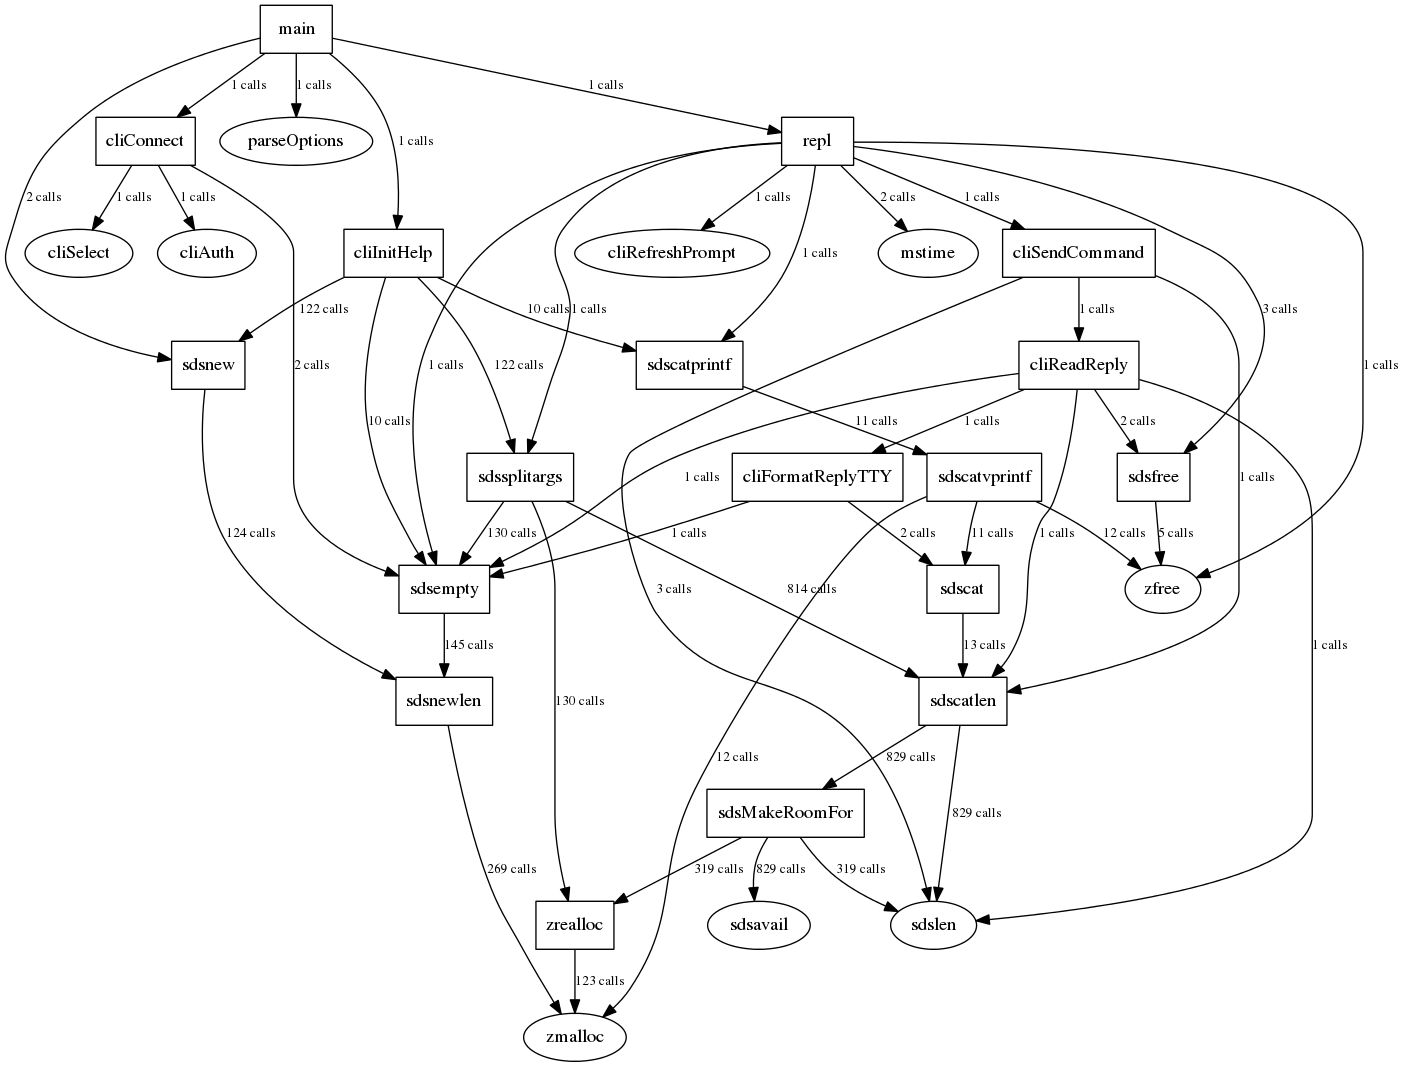 main
1 calls
1 calls
1 calls
cliConnect
parseOptions
1 calls
repl
2 calls
1 calls
1 calls
1 calls
2 calls
1 calls
cliSelect
cliAuth
cliInitHelp
cliRefreshPrompt
1 calls
mstime
cliSendCommand
122 calls
10 calls
1 calls
1 calls
3 calls
sdsnew
2 calls
122 calls
sdscatprintf
cliReadReply
1 calls
10 calls
1 calls
11 calls
1 calls
2 calls
sdssplitargs
cliFormatReplyTTY
sdscatvprintf
sdsfree
1 calls
1 calls
124 calls
130 calls
1 calls
2 calls
11 calls
1 calls
12 calls
5 calls
sdsempty
3 calls
814 calls
sdscat
zfree
145 calls
13 calls
1 calls
sdsnewlen
130 calls
sdscatlen
12 calls
829 calls
sdsMakeRoomFor
829 calls
269 calls
319 calls
829 calls
319 calls
zrealloc
sdsavail
sdslen
123 calls
zmalloc